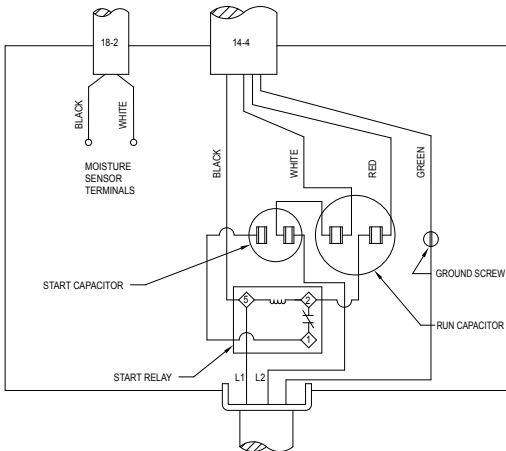 18-2
14-4
BLACK
WHITE
MOISTURE
SENSOR
TERMINALS
BLACK
WHITE
RED
GREEN
START CAPACITOR
GROUND SCREW
RUN CAPACITOR
5
2
1
START RELAY
L1
L2